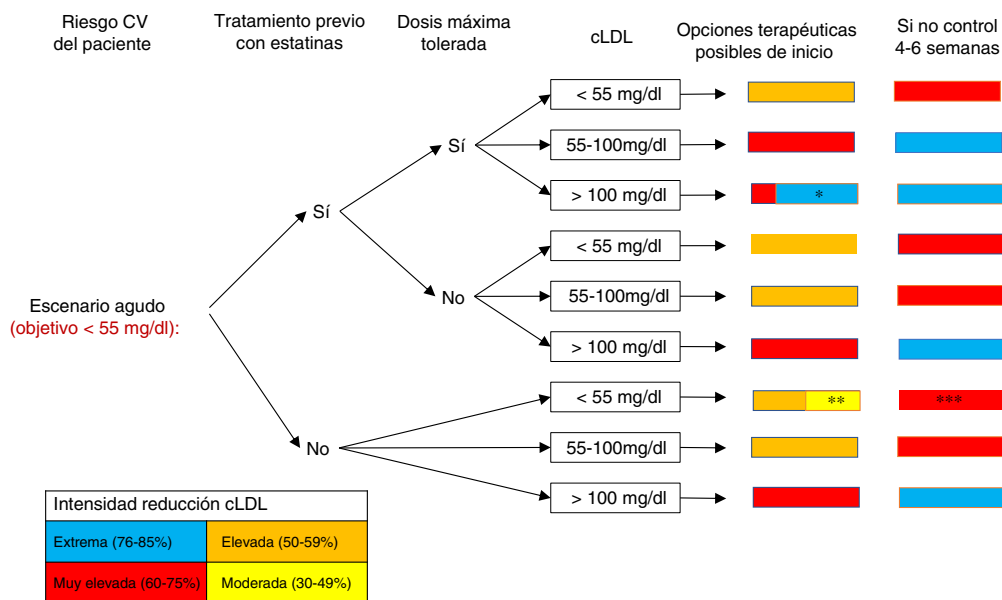 Riesgo CV
del paciente
Tratamiento previo
con estatinas
Dosis máxima
tolerada
cLDL
Opciones terapéuticas
posibles de inicio
Si no control
4-6 semanas
< 55 mg/dl
Sí
55-100mg/dl
> 100 mg/dl
*
Sí
< 55 mg/dl
No
55-100mg/dl
Escenario agudo
(objetivo < 55 mg/dl):
> 100 mg/dl
< 55 mg/dl
**
***
No
55-100mg/dl
> 100 mg/dl
Intensidad reducción cLDL
Extrema (76-85%)
Elevada (50-59%)
Muy elevada (60-75%)
Moderada (30-49%)